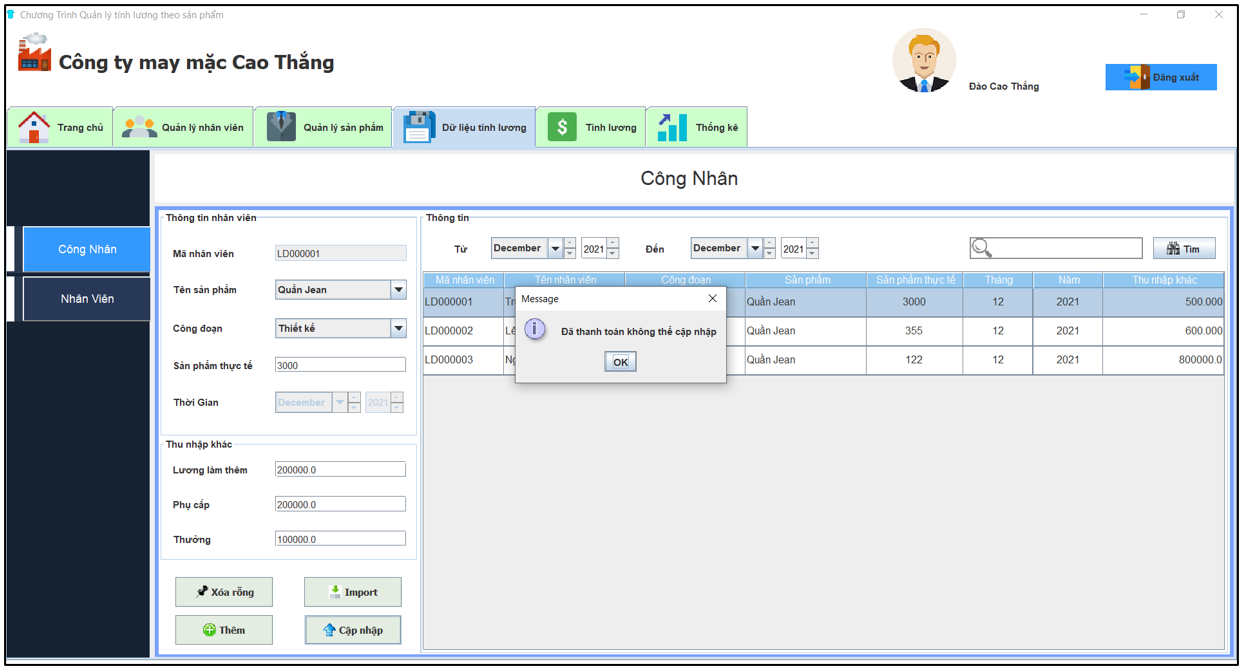 Chương Trình Quản lý tính lương theo sản phẩm
Công ty may mặc Cao Thắng
Đào Cao Thắng
Đăng xuất
Trang chủ
Quản lý nhân viên
Quản lý sản phẩm
Dữ liệu tính lương
Tính lương
Thống kê
Công Nhân
Công Nhân
Nhân Viên
Thông tin nhân viên
Mã nhân viên LD000001
Tên sản phẩm Quần Jean
Công đoạn Thiết kế
Sản phẩm thực tế 3000
Thời Gian December 2021
Thu nhập khác
Lương làm thêm 200000.0
Phụ cấp 200000.0
Thưởng 100000.0
Xóa rỗng Import
Thêm Cập nhập
Thông tin
Từ December 2021 Đến December 2021 Tìm
Mã nhân viên Tên nhân viên Công đoạn Sản phẩm Sản phẩm thực tế Tháng Năm Thu nhập khác
LD000001 Quần Jean 3000 12 2021 500.000
LD000002 Quần Jean 355 12 2021 600.000
LD000003 Quần Jean 122 12 2021 800000.0
Message
Đã thanh toán không thể cập nhập
OK